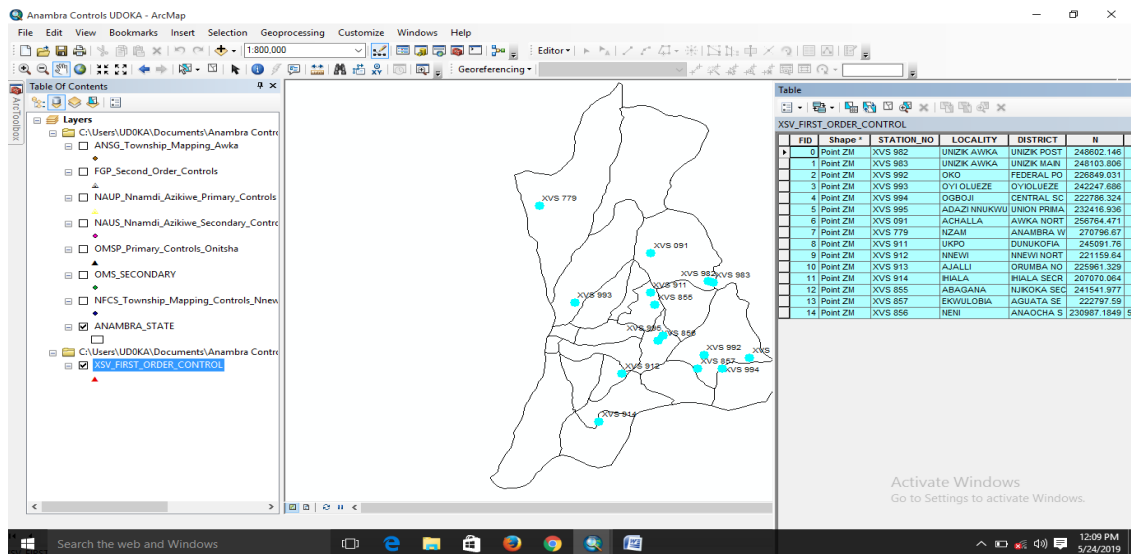 Anambra Controls UDOKA - ArcMap
File Edit View Bookmarks Insert Selection Geoprocessing Customize Windows Help
1:800,000
Editor
Georeferencing
ArcToolbox
Table Of Contents
Layers
C:\Users\UDOKA\Documents\Anambra Contr
ANSG_Township_Mapping_Awka
FGP_Second_Order_Controls
NAUP_Nnamdi_Azikiwe_Primary_Controls
NAUS_Nnamdi_Azikiwe_Secondary_Contr
OMSP_Primary_Controls_Onitsha
OMS_SECONDARY
NFCS_Township_Mapping_Controls_Nnew
ANAMBRA_STATE
C:\Users\UDOKA\Documents\Anambra Contr
XSV_FIRST_ORDER_CONTROL
XVS 779
XVS 091
XVS 982
XVS 983
XVS 911
XVS 993
XVS 855
XVS 995
XVS 856
XVS 992
XVS
XVS 857
XVS 994
XVS 912
XVS 914
Table
XSV_FIRST_ORDER_CONTROL
FID Shape * STATION_NO LOCALITY DISTRICT N
0 Point ZM XVS 982 UNIZIK AWKA UNIZIK POST 248602.146
1 Point ZM XVS 983 UNIZIK AWKA UNIZIK MAIN 248103.806
2 Point ZM XVS 992 OKO FEDERAL PO 226849.031
3 Point ZM XVS 993 OYI OLUEZE OYIOLUEZE 242247.686
4 Point ZM XVS 994 OGBOJI CENTRAL SC 222786.324
5 Point ZM XVS 995 ADAZI NNUKWU UNION PRIMA 232416.936
6 Point ZM XVS 091 ACHALLA AWKA NORT 256764.471
7 Point ZM XVS 779 NZAM ANAMBRA W 270796.67
8 Point ZM XVS 911 UKPO DUNUKOFIA 245091.76
9 Point ZM XVS 912 NNEWI NNEWI NORT 221159.64
10 Point ZM XVS 913 AJALLI ORUMBA NO 225961.329
11 Point ZM XVS 914 IHIALA IHIALA SECR 207070.064
12 Point ZM XVS 855 ABAGANA NJIKOKA SEC 241541.977
13 Point ZM XVS 857 EKWULOBIA AGUATA SE 222797.59
14 Point ZM XVS 856 NENI ANAOCHA S 230987.1849 5
Activate Windows
Go to Settings to activate Windows.
Search the web and Windows
12:09 PM
5/24/2019